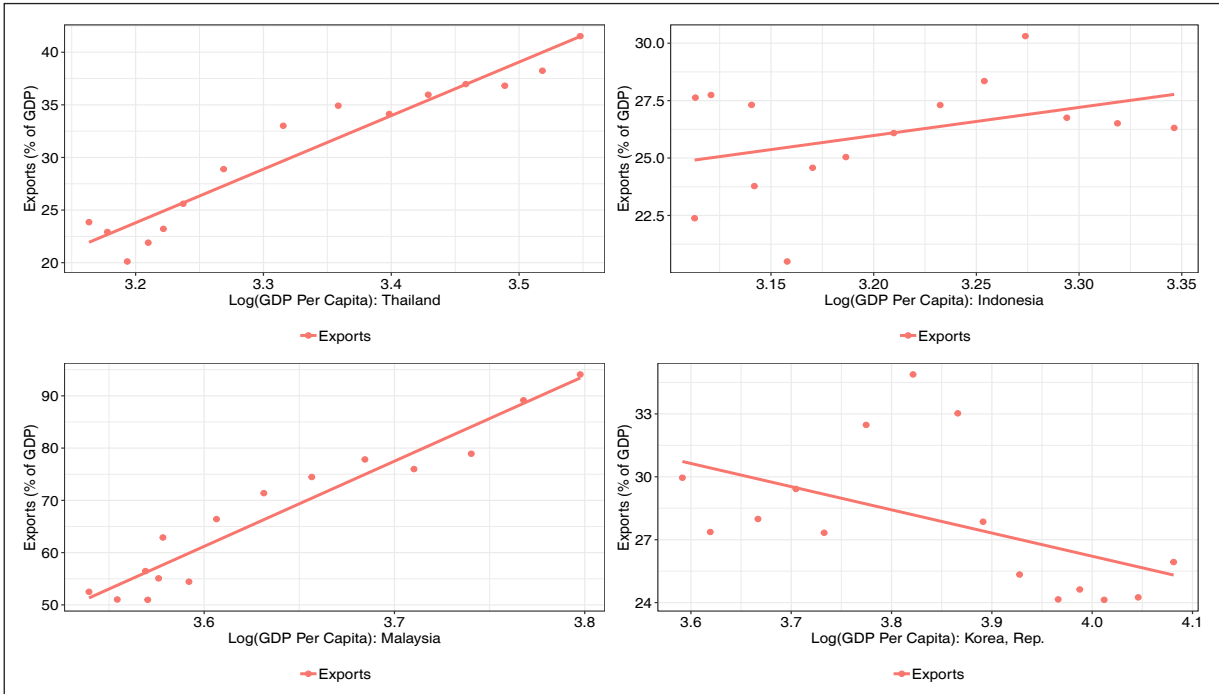 Exports (% of GDP)
40
35
30
25
20
3.2 3.3 3.4 3.5
Log(GDP Per Capita): Thailand
Exports
Exports (% of GDP)
30.0
27.5
25.0
22.5
3.15 3.20 3.25 3.30 3.35
Log(GDP Per Capita): Indonesia
Exports
Exports (% of GDP)
90
80
70
60
50
3.6 3.7 3.8
Log(GDP Per Capita): Malaysia
Exports
Exports (% of GDP)
33
30
27
24
3.6 3.7 3.8 3.9 4.0 4.1
Log(GDP Per Capita): Korea, Rep.
Exports